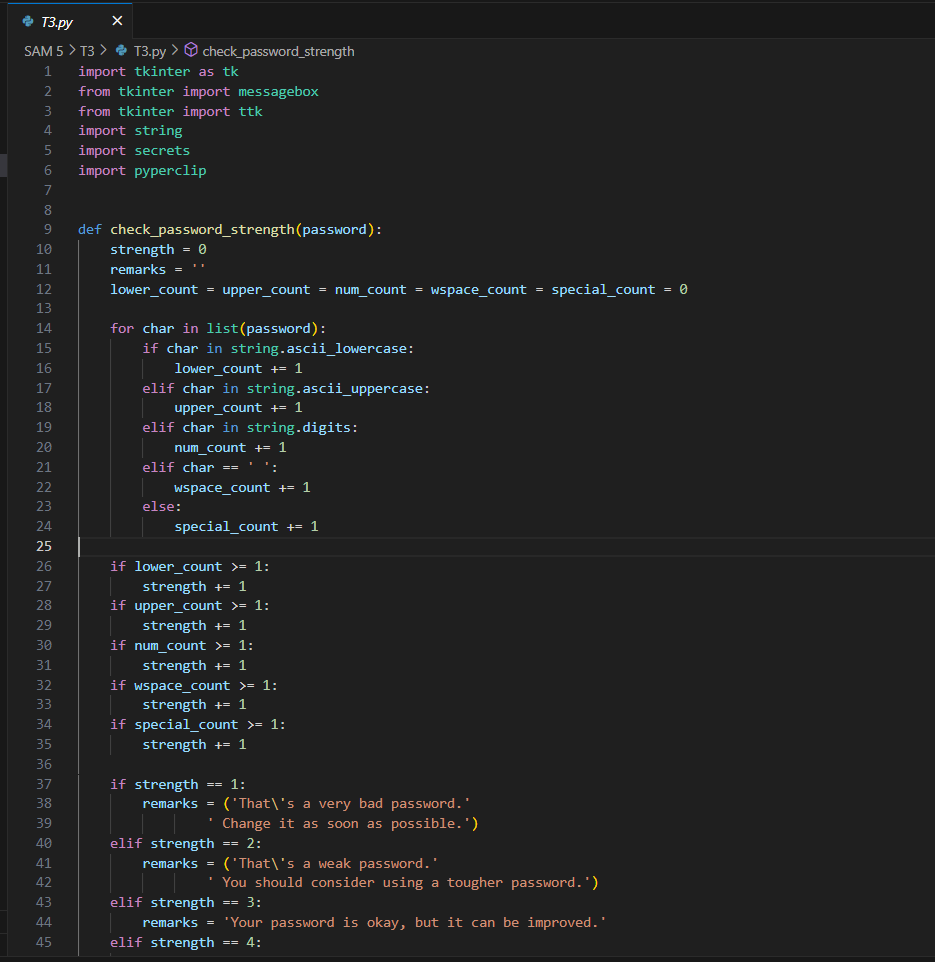 T3.py ×
SAM 5 > T3 > T3.py > check_password_strength
1 import tkinter as tk
2 from tkinter import messagebox
3 from tkinter import ttk
4 import string
5 import secrets
6 import pyperclip
7
8
9 def check_password_strength(password):
10     strength = 0
11     remarks = ''
12     lower_count = upper_count = num_count = wspace_count = special_count = 0
13
14     for char in list(password):
15         if char in string.ascii_lowercase:
16             lower_count += 1
17         elif char in string.ascii_uppercase:
18             upper_count += 1
19         elif char in string.digits:
20             num_count += 1
21         elif char == ' ':
22             wspace_count += 1
23         else:
24             special_count += 1
25
26     if lower_count >= 1:
27         strength += 1
28     if upper_count >= 1:
29         strength += 1
30     if num_count >= 1:
31         strength += 1
32     if wspace_count >= 1:
33         strength += 1
34     if special_count >= 1:
35         strength += 1
36
37     if strength == 1:
38         remarks = ('That\'s a very bad password.'
39                 ' Change it as soon as possible.')
40     elif strength == 2:
41         remarks = ('That\'s a weak password.'
42                 ' You should consider using a tougher password.')
43     elif strength == 3:
44         remarks = 'Your password is okay, but it can be improved.'
45     elif strength == 4: